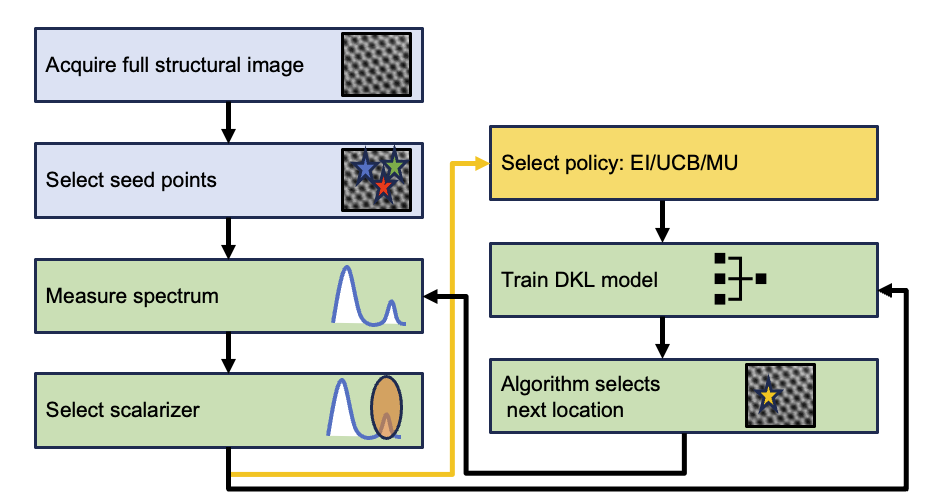 Acquire full structural image
Select seed points
Measure spectrum
Select scalarizer
Select policy: EI/UCB/MU
Train DKL model
Algorithm selects
next location